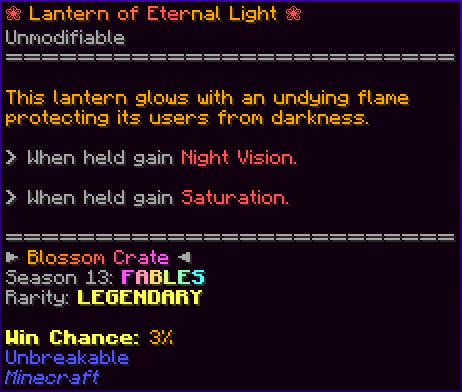 ❀ Lantern of Eternal Light ❀
Unmodifiable
================================
This lantern glows with an undying flame
protecting its users from darkness.
> When held gain Night Vision.
> When held gain Saturation.
================================
► Blossom Crate ◄
Season 13: FABLES
Rarity: LEGENDARY
Win Chance: 3%
Unbreakable
Minecraft